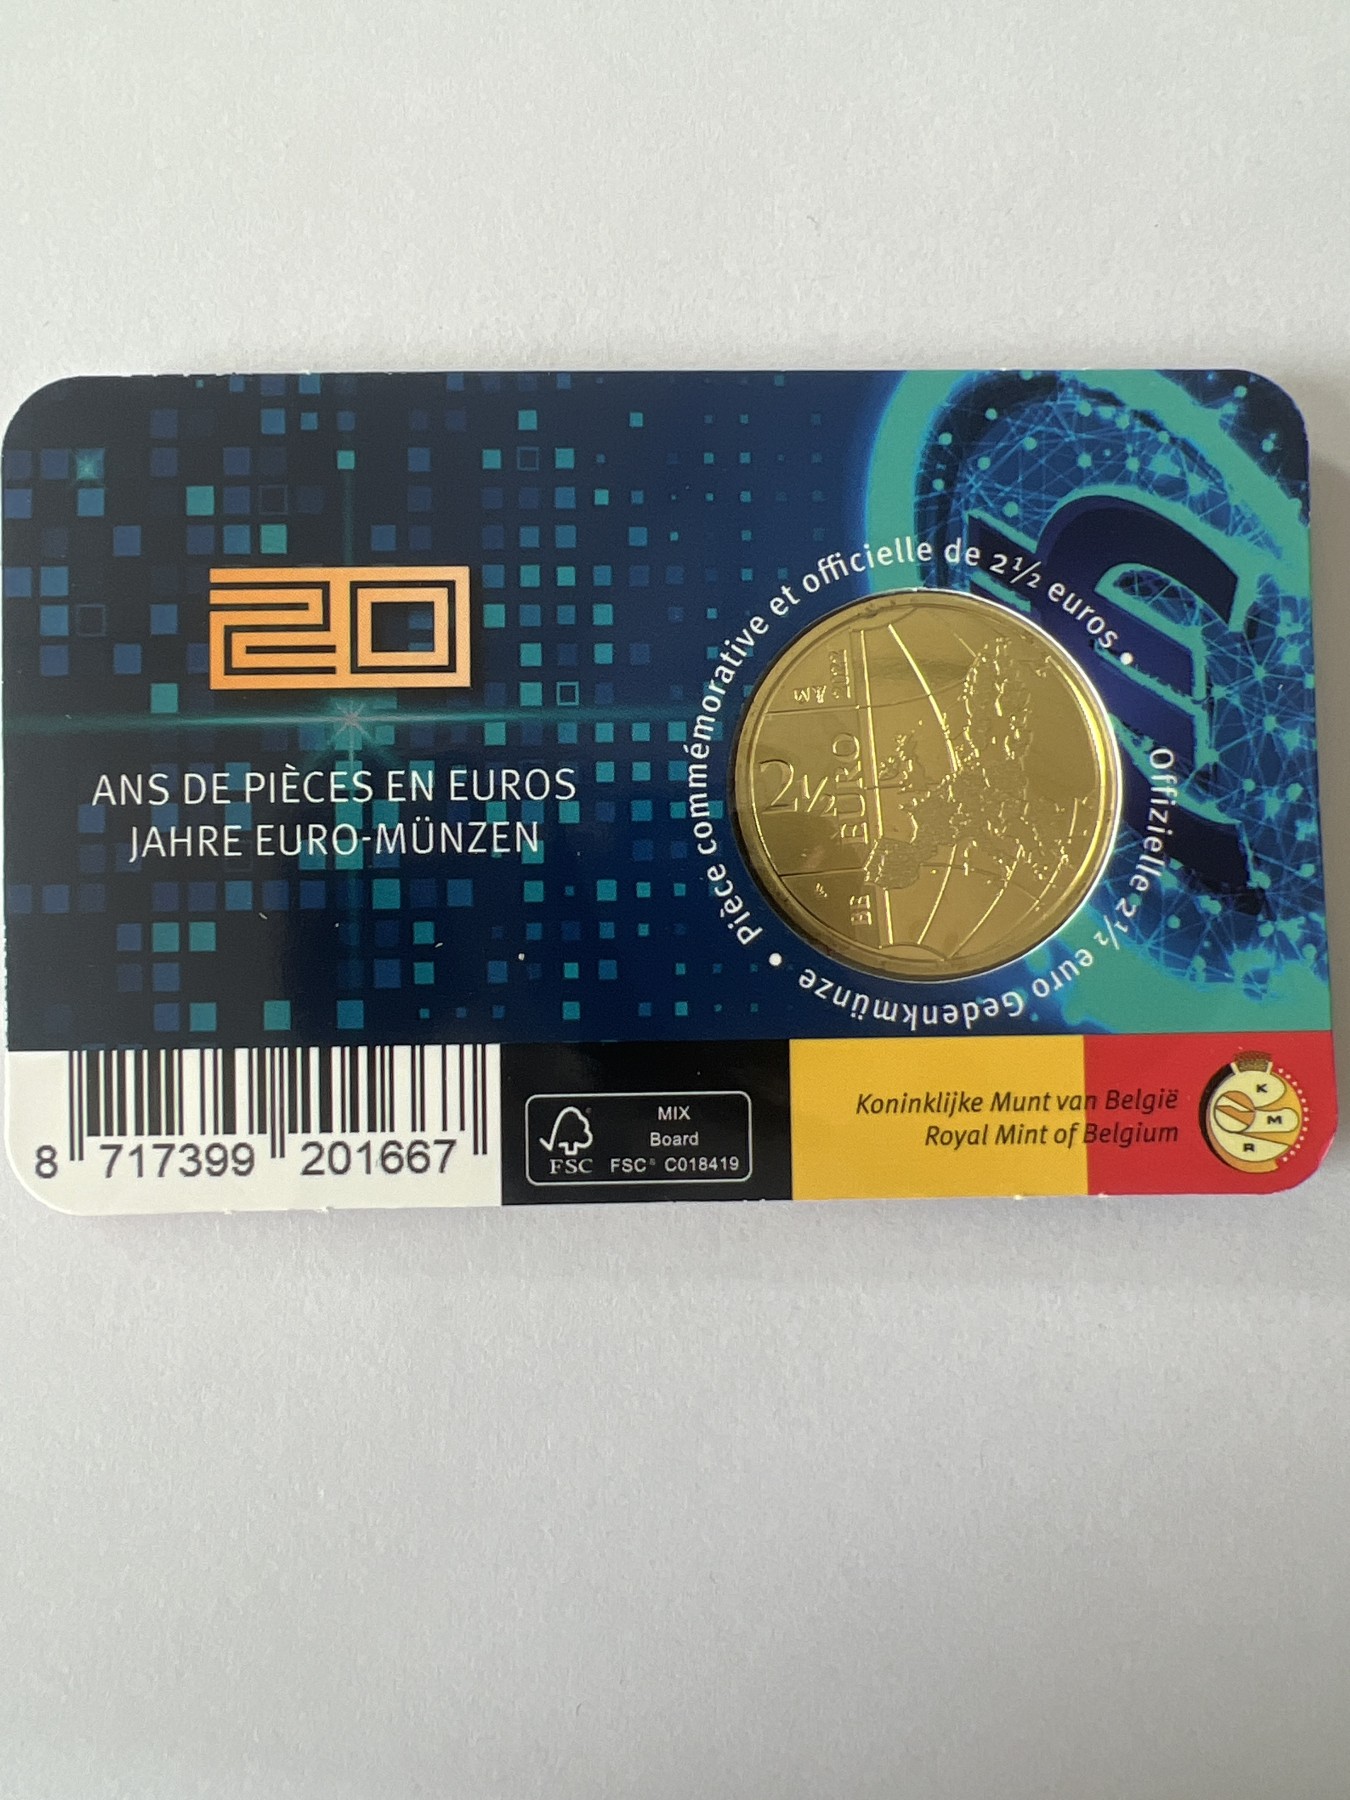 20
ANS DE PIÈCES EN EUROS
JAHRE EURO-MÜNZEN
Pièce commémorative et officielle de 2½ euros •
Offizielle 2½ euro Gedenkmünze •
2½
EURO
2022
BE
8 717399 201667
FSC
MIX
Board
FSC® C018419
Koninklijke Munt van België
Royal Mint of Belgium
K
M
R